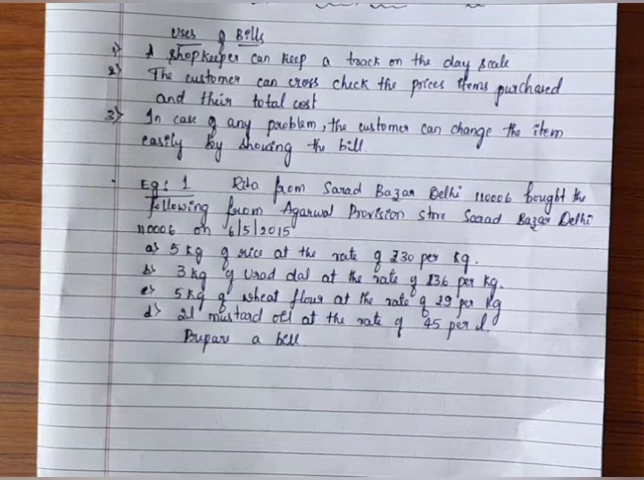 Uses of Bills
1) A shopkeeper can keep a track on the day scale
2) The customer can cross check the prices items purchased
and their total cost
3) In case of any problem, the customer can change the item
easily by showing the bill.
Eg: 1 Rita from Sarad Bazar Delhi 110006 bought the
following from Agarwal Provision store Sarad Bazar Delhi
110006 on 6/5/2015
a) 5 kg of rice at the rate of ₹30 per kg.
b) 3 kg of Urad dal at the rate of ₹36 per kg.
c) 5 kg of wheat flour at the rate of 29 per kg
d) 2l mustard oil at the rate of 45 per l.
Prepare a bill